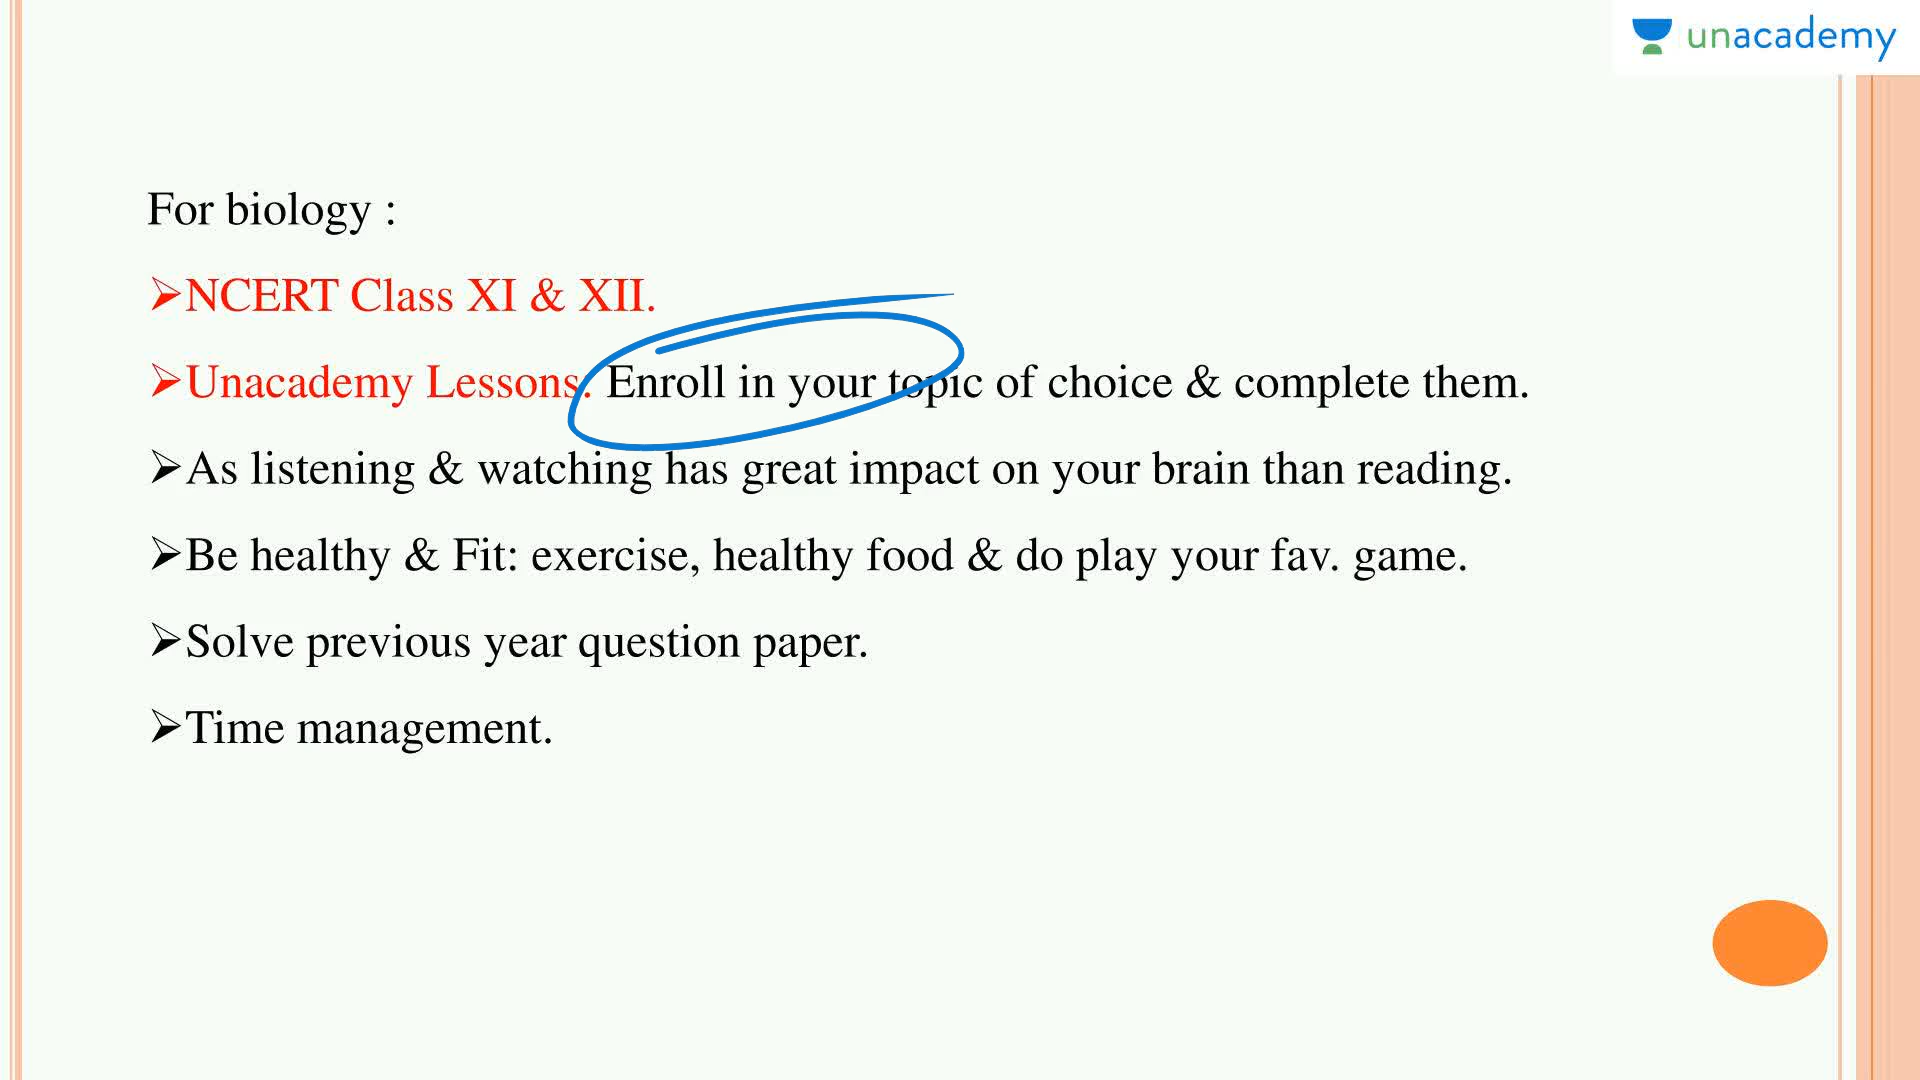 unacademy
For biology :
➢NCERT Class XI & XII.
➢Unacademy Lessons: Enroll in your topic of choice & complete them.
➢As listening & watching has great impact on your brain than reading.
➢Be healthy & Fit: exercise, healthy food & do play your fav. game.
➢Solve previous year question paper.
➢Time management.